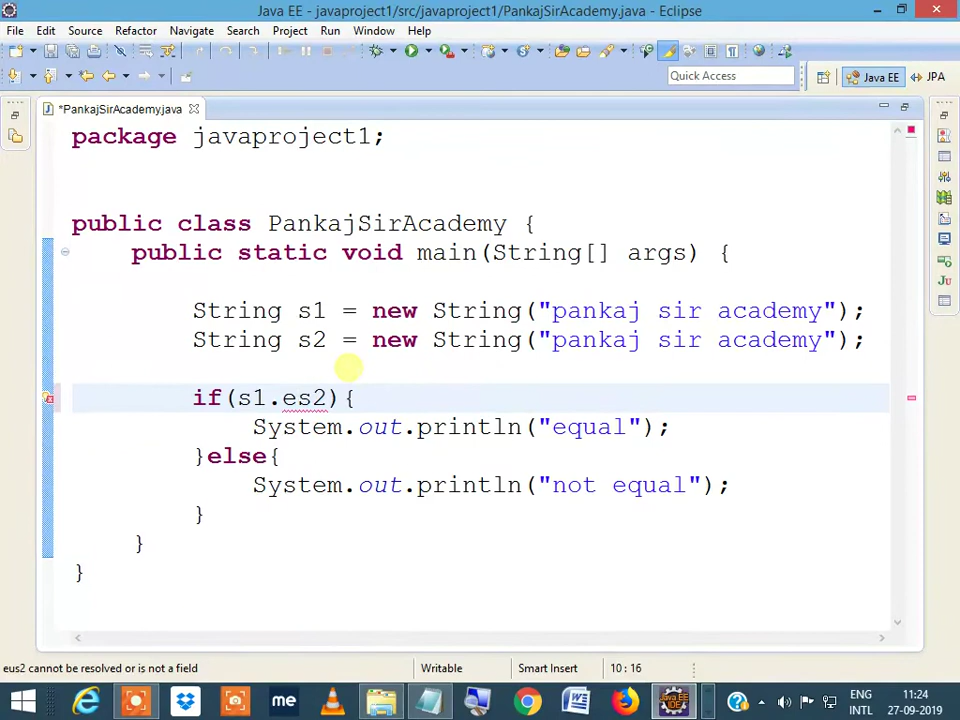 Java EE - javaproject1/src/javaproject1/PankajSirAcademy.java - Eclipse
File Edit Source Refactor Navigate Search Project Run Window Help
Quick Access
Java EE
JPA
*PankajSirAcademy.java
package javaproject1;
public class PankajSirAcademy {
public static void main(String[] args) {
String s1 = new String("pankaj sir academy");
String s2 = new String("pankaj sir academy");
if(s1.es2){
System.out.println("equal");
}else{
System.out.println("not equal");
}
}
}
eus2 cannot be resolved or is not a field
Writable
Smart Insert
10 : 16
me
ENG
INTL
11:24
27-09-2019